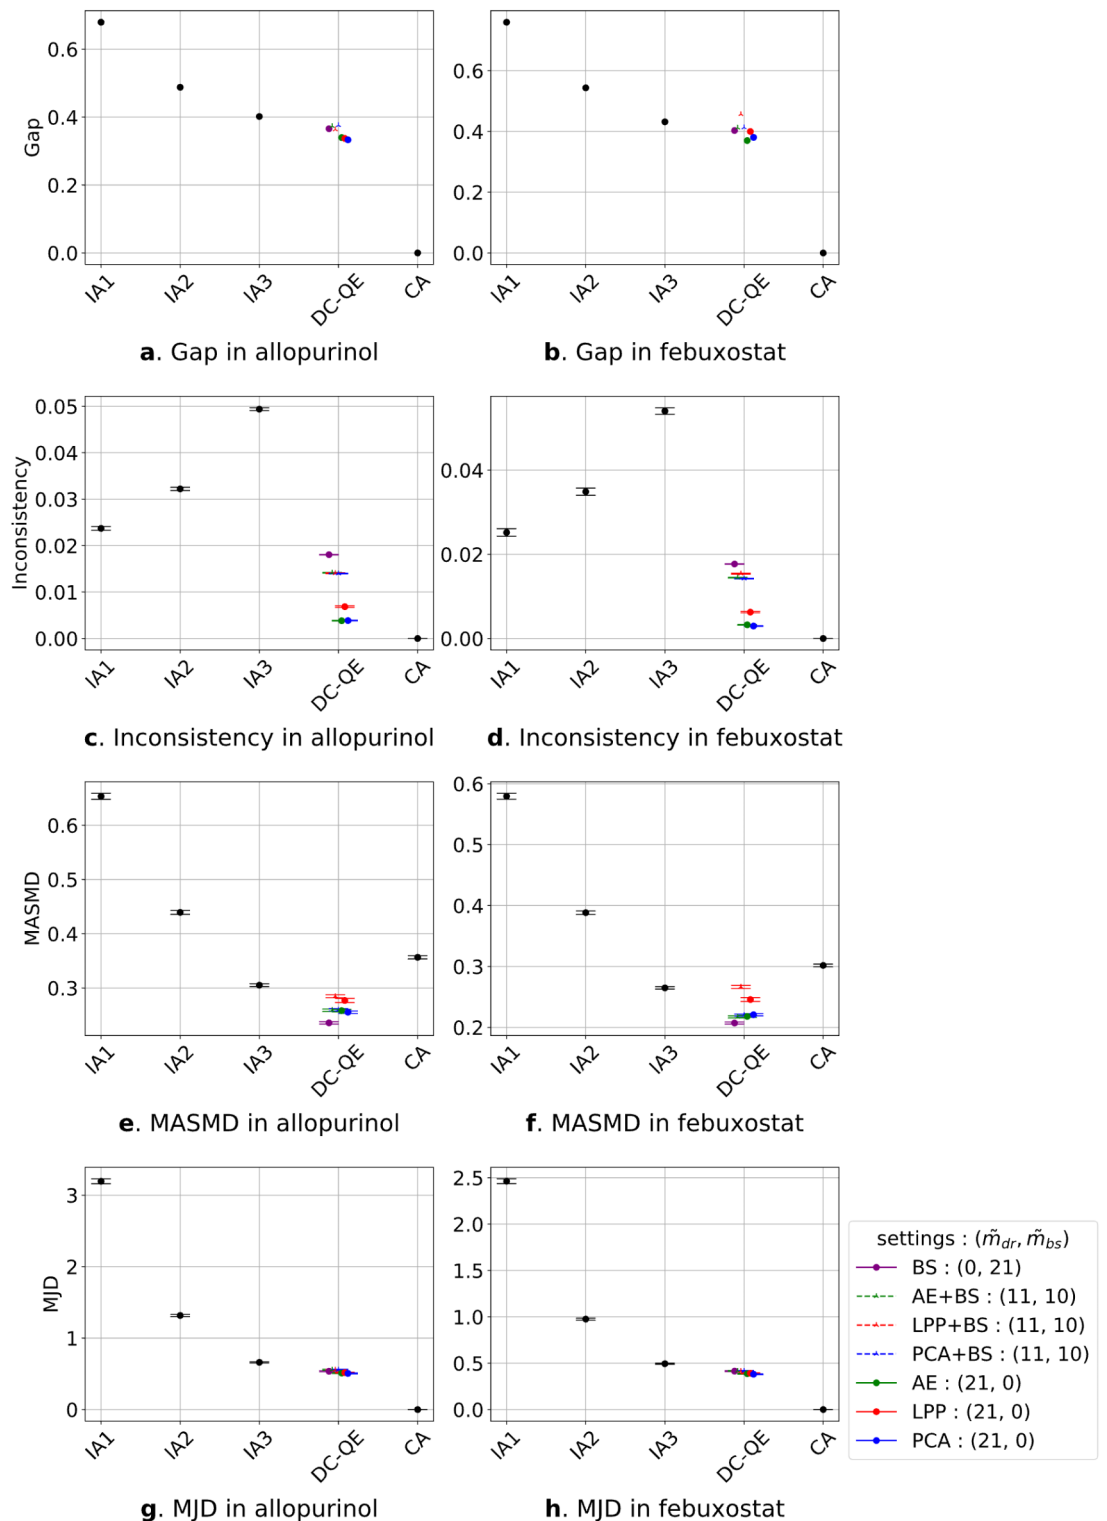 Gap
0.6
0.4
0.2
0.0
IA1
IA2
IA3
DC-QE
CA
a. Gap in allopurinol
0.6
0.4
0.2
0.0
IA1
IA2
IA3
DC-QE
CA
b. Gap in febuxostat
Inconsistency
0.05
0.04
0.03
0.02
0.01
0.00
IA1
IA2
IA3
DC-QE
CA
c. Inconsistency in allopurinol
0.04
0.02
0.00
IA1
IA2
IA3
DC-QE
CA
d. Inconsistency in febuxostat
MASMD
0.6
0.5
0.4
0.3
IA1
IA2
IA3
DC-QE
CA
e. MASMD in allopurinol
0.6
0.5
0.4
0.3
0.2
IA1
IA2
IA3
DC-QE
CA
f. MASMD in febuxostat
MJD
3
2
1
0
IA1
IA2
IA3
DC-QE
CA
g. MJD in allopurinol
2.5
2.0
1.5
1.0
0.5
0.0
IA1
IA2
IA3
DC-QE
CA
h. MJD in febuxostat
settings : (m̃_dr, m̃_bs)
BS : (0, 21)
AE+BS : (11, 10)
LPP+BS : (11, 10)
PCA+BS : (11, 10)
AE : (21, 0)
LPP : (21, 0)
PCA : (21, 0)